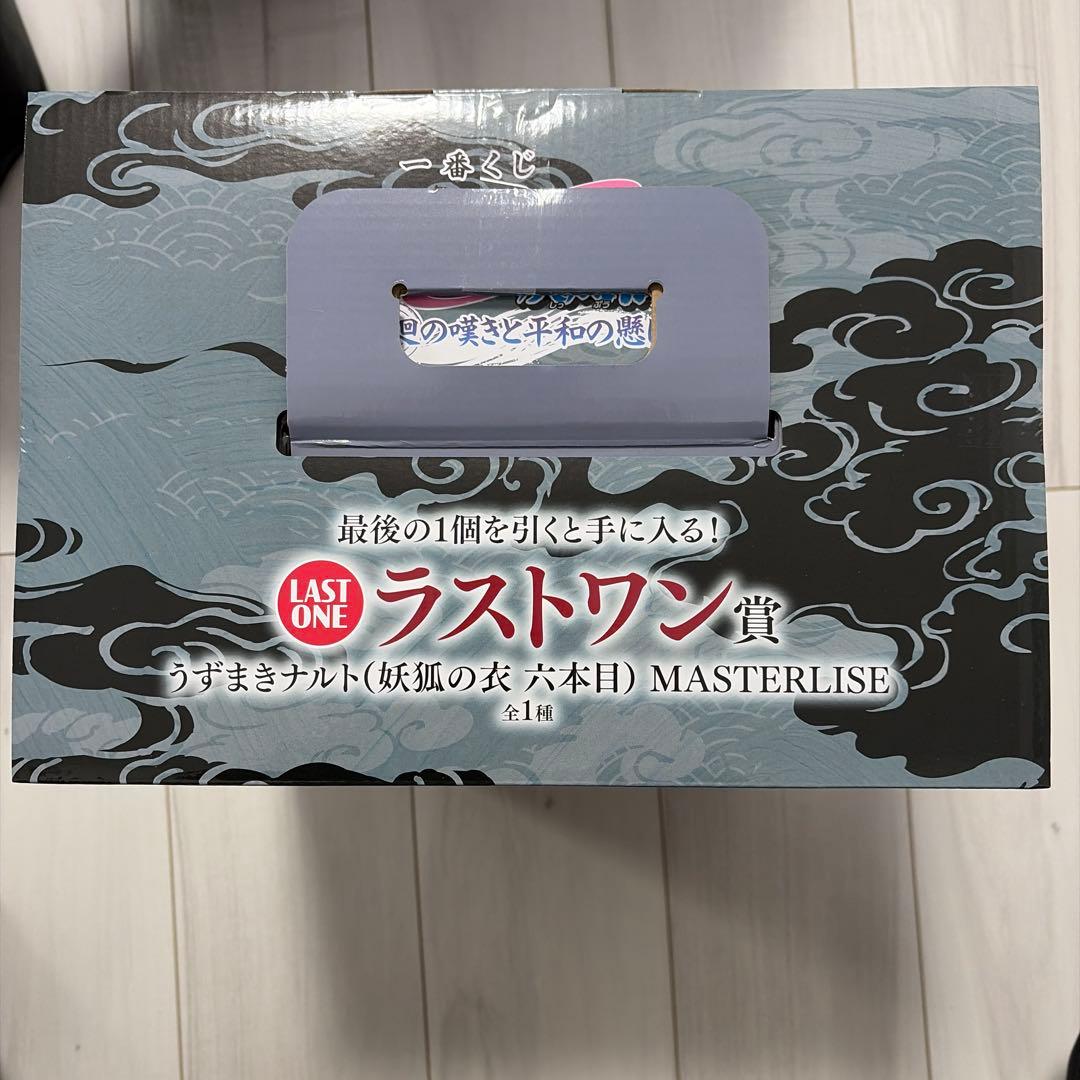 一番くじ
の嘆きと平和の懸
最後の1個を引くと手に入る!
LAST
ONE
ラストワン賞
うずまきナルト(妖狐の衣 六本目) MASTERLISE
全1種